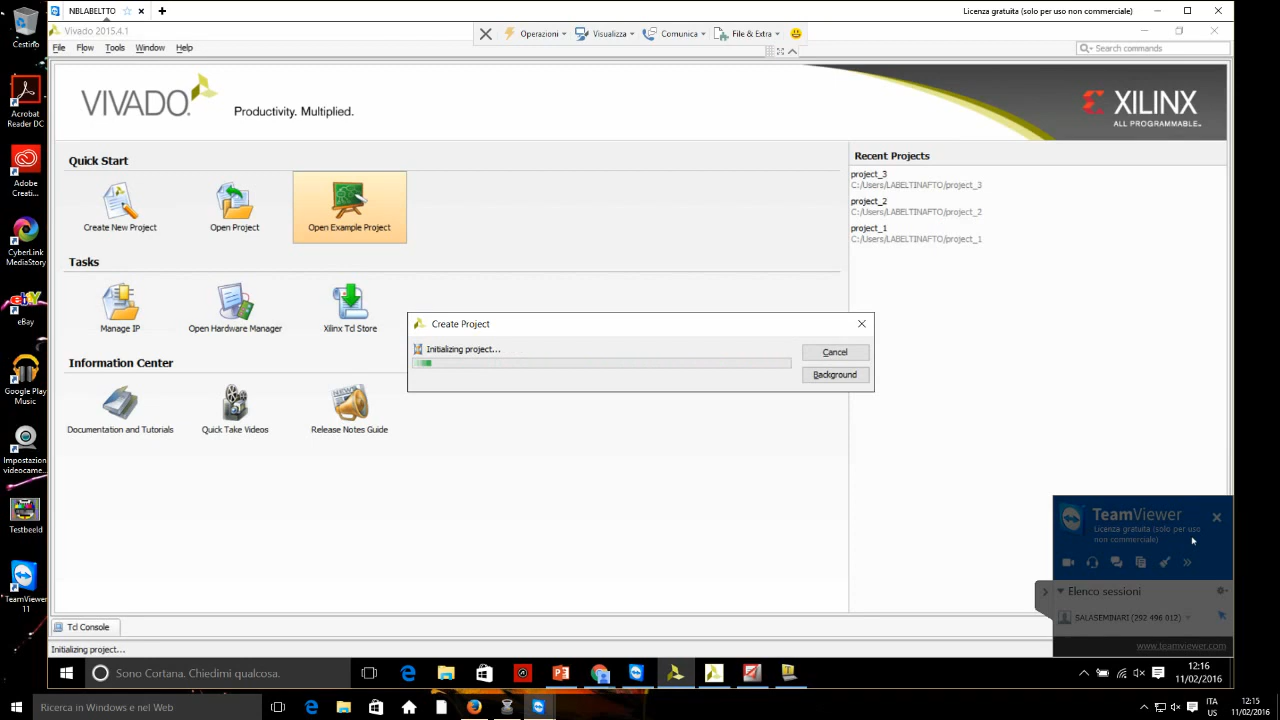 NBLABELTTO
Licenza gratuita (solo per uso non commerciale)
Vivado 2015.4.1
Operazioni
Visualizza
Comunica
File & Extra
File Flow Tools Window Help
Search commands
VIVADO. Productivity. Multiplied.
XILINX
ALL PROGRAMMABLE.
Quick Start
Create New Project
Open Project
Open Example Project
Tasks
Manage IP
Open Hardware Manager
Xilinx Tcl Store
Information Center
Documentation and Tutorials
Quick Take Videos
Release Notes Guide
Recent Projects
project_3
C:/Users/LABELTINAFTO/project_3
project_2
C:/Users/LABELTINAFTO/project_2
project_1
C:/Users/LABELTINAFTO/project_1
Create Project
Initializing project...
Cancel
Background
TeamViewer
Licenza gratuita (solo per uso
non commerciale)
Elenco sessioni
SALASEMINARI (292 496 012)
www.teamviewer.com
Tcl Console
Initializing project...
Sono Cortana. Chiedimi qualcosa.
12:16
11/02/2016
Cestino
Acrobat
Reader DC
Adobe
Creati...
CyberLink
MediaStory
eBay
Google Play
Music
Impostazioni
videocame...
Testbeeld
TeamViewer
11
Ricerca in Windows e nel Web
ITA
US
12:15
11/02/2016